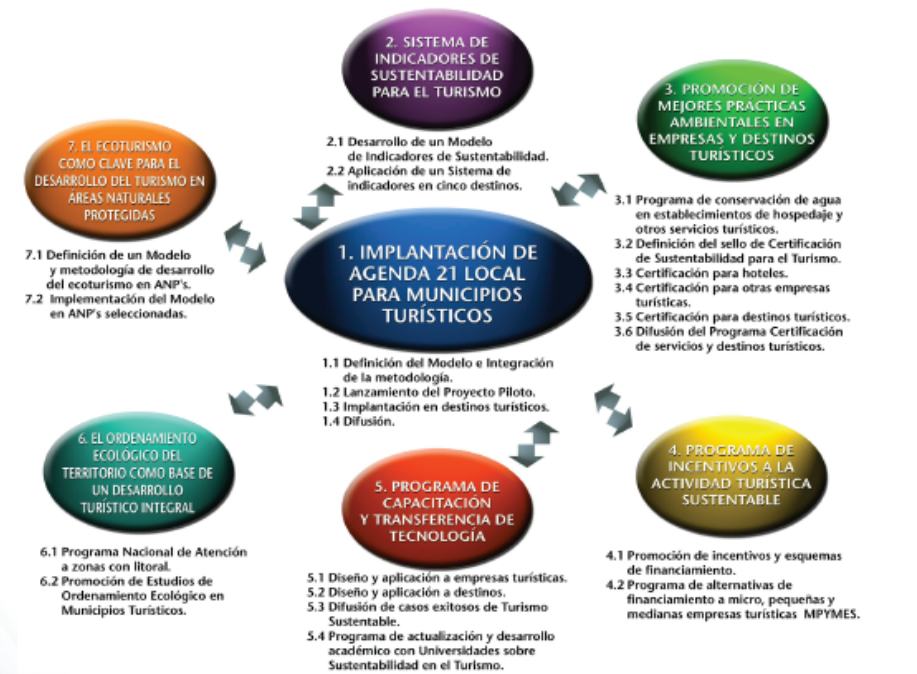 2. SISTEMA DE
INDICADORES DE
SUSTENTABILIDAD
PARA EL TURISMO
2.1 Desarrollo de un Modelo
de Indicadores de Sustentabilidad.
2.2 Aplicación de un Sistema de
indicadores en cinco destinos.
3. PROMOCIÓN DE
MEJORES PRÁCTICAS
AMBIENTALES EN
EMPRESAS Y DESTINOS
TURÍSTICOS
3.1 Programa de conservación de agua
en establecimientos de hospedaje y
otros servicios turísticos.
3.2 Definición del sello de Certificación
de Sustentabilidad para el Turismo.
3.3 Certificación para hoteles.
3.4 Certificación para otras empresas
turísticas.
3.5 Certificación para destinos turísticos.
3.6 Difusión del Programa Certificación
de servicios y destinos turísticos.
7. EL ECOTURISMO
COMO CLAVE PARA EL
DESARROLLO DEL TURISMO EN
ÁREAS NATURALES
PROTEGIDAS
7.1 Definición de un Modelo
y metodología de desarrollo
del ecoturismo en ANP's.
7.2 Implementación del Modelo
en ANP's seleccionadas.
1. IMPLANTACIÓN DE
AGENDA 21 LOCAL
PARA MUNICIPIOS
TURÍSTICOS
1.1 Definición del Modelo e Integración
de la metodología.
1.2 Lanzamiento del Proyecto Piloto.
1.3 Implantación en destinos turísticos.
1.4 Difusión.
6. EL ORDENAMIENTO
ECOLÓGICO DEL
TERRITORIO COMO BASE DE
UN DESARROLLO
TURÍSTICO INTEGRAL
6.1 Programa Nacional de Atención
a zonas con litoral.
6.2 Promoción de Estudios de
Ordenamiento Ecológico en
Municipios Turísticos.
5. PROGRAMA DE
CAPACITACIÓN
Y TRANSFERENCIA DE
TECNOLOGÍA
5.1 Diseño y aplicación a empresas turísticas.
5.2 Diseño y aplicación a destinos.
5.3 Difusión de casos exitosos de Turismo
Sustentable.
5.4 Programa de actualización y desarrollo
académico con Universidades sobre
Sustentabilidad en el Turismo.
4. PROGRAMA DE
INCENTIVOS A LA
ACTIVIDAD TURÍSTICA
SUSTENTABLE
4.1 Promoción de incentivos y esquemas
de financiamiento.
4.2 Programa de alternativas de
financiamiento a micro, pequeñas y
medianas empresas turísticas MPYMES.